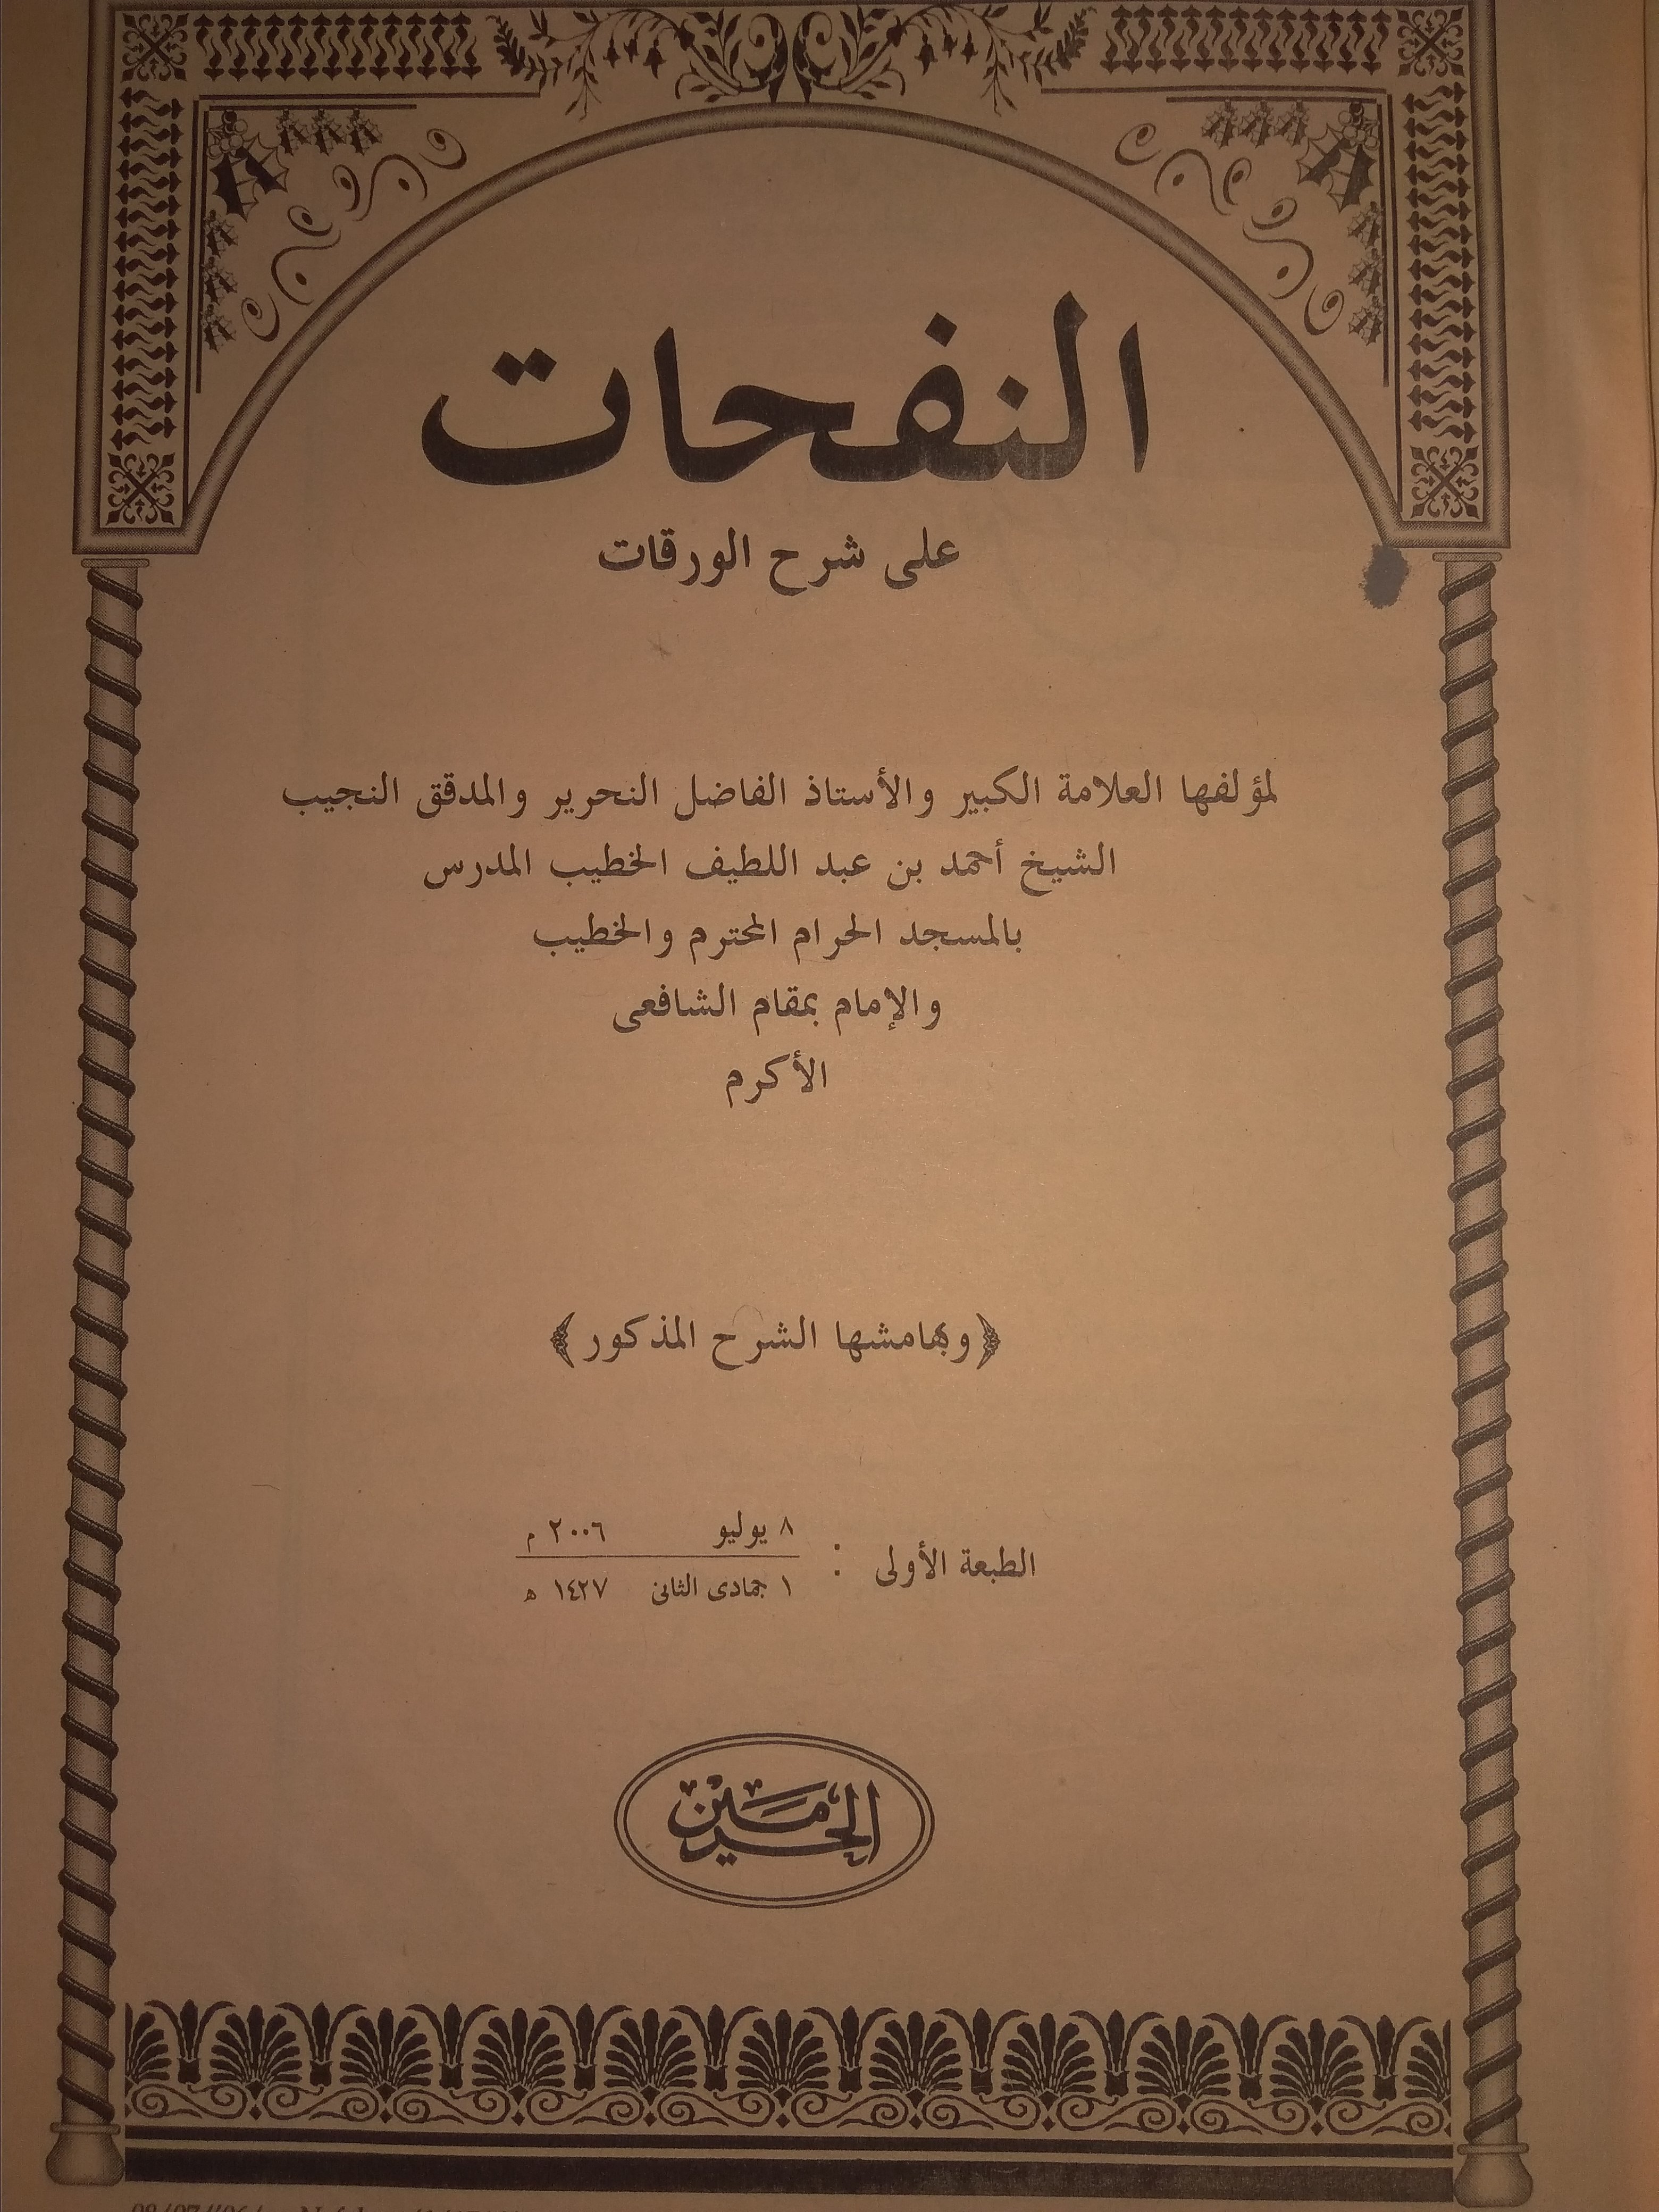 النفحات
على شرح الورقات
لمؤلفها العلامة الكبير والأستاذ الفاضل النحرير والمدقق النجيب
الشيخ أحمد بن عبد اللطيف الخطيب المدرس
بالمسجد الحرام المحترم والخطيب
والإمام بمقام الشافعى
الأكرم
﴿وبهامشها الشرح المذكور﴾
الطبعة الأولى : ٨ يوليو ٢٠٠٦ م
١ جمادى الثانى ١٤٢٧ ه
الحرمين